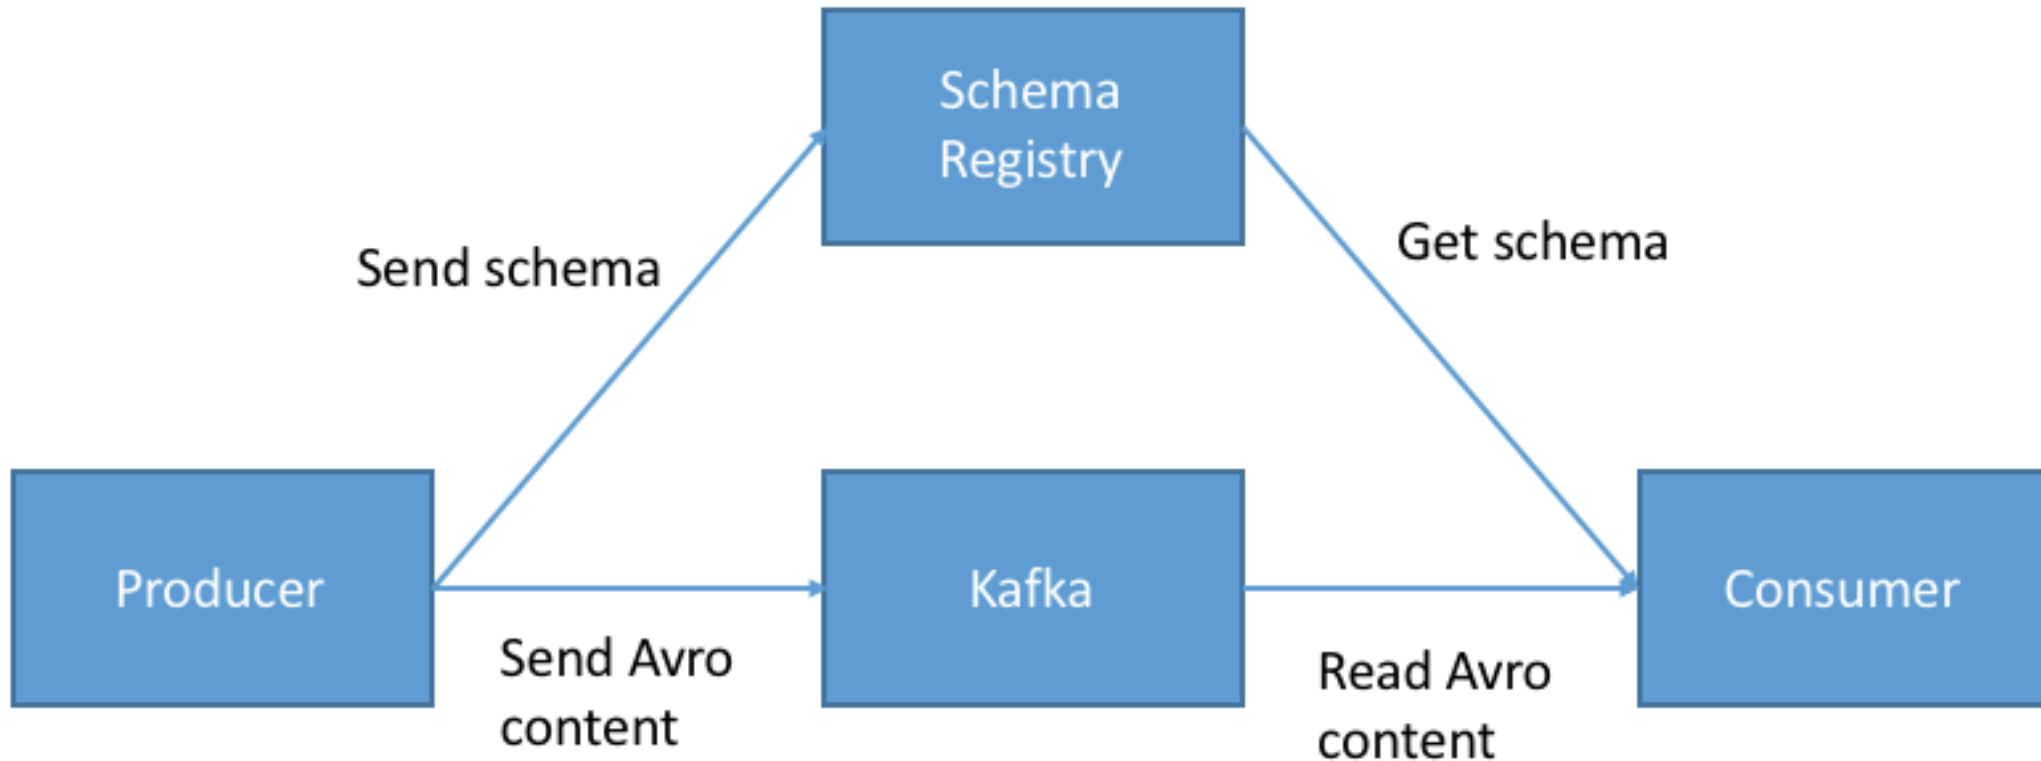 Schema
Registry
Send schema
Get schema
Producer
Kafka
Consumer
Send Avro
content
Read Avro
content